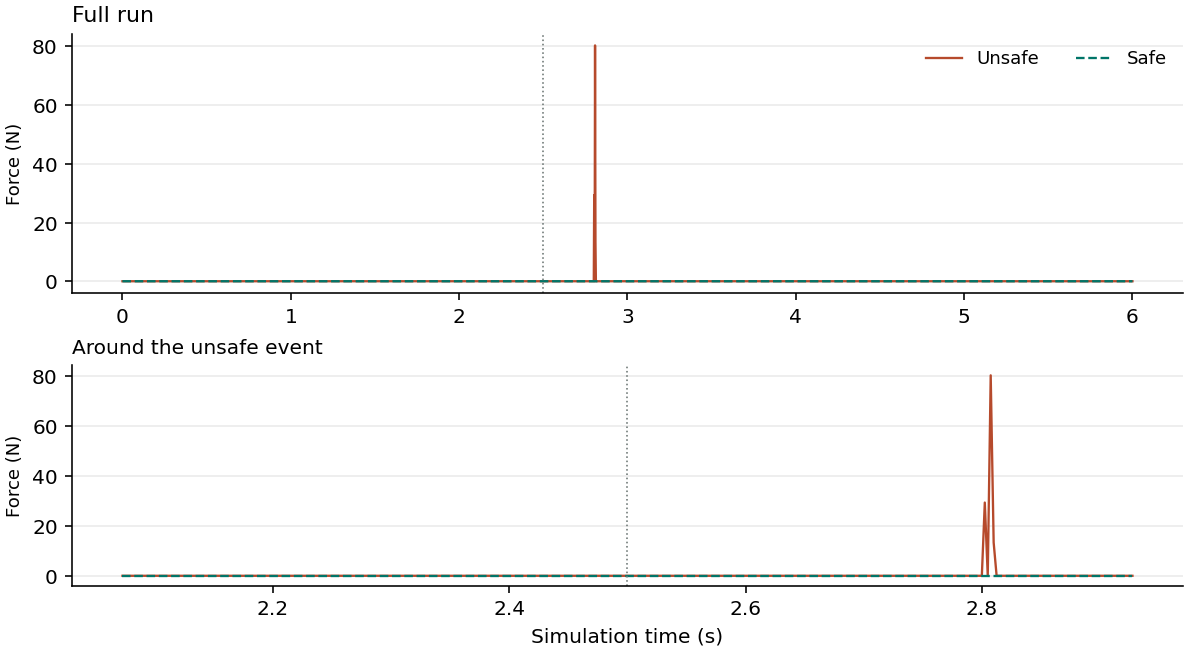 Full run
Force (N)
80
60
40
20
0
Unsafe
Safe
0 1 2 3 4 5 6
Around the unsafe event
Force (N)
80
60
40
20
0
2.2 2.4 2.6 2.8
Simulation time (s)